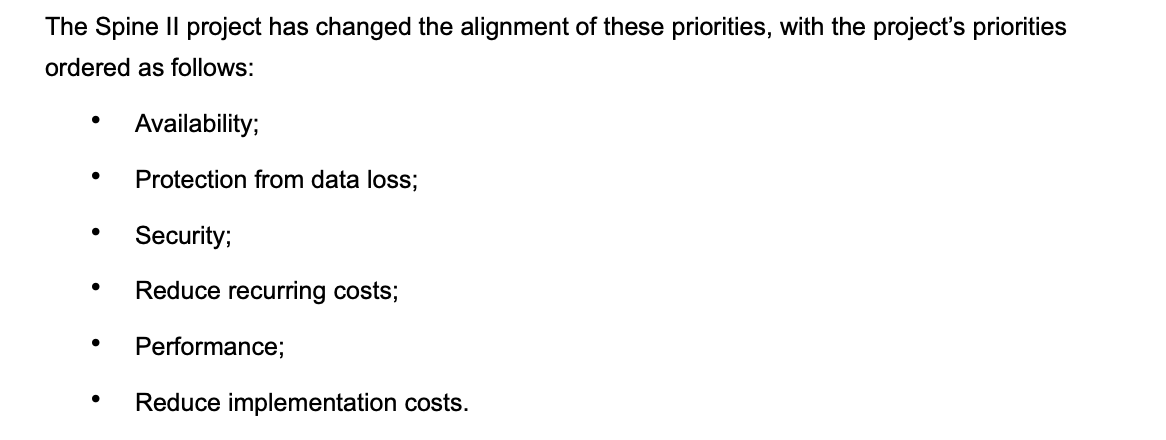 The Spine II project has changed the alignment of these priorities, with the project’s priorities
ordered as follows:
• Availability;
• Protection from data loss;
• Security;
• Reduce recurring costs;
• Performance;
• Reduce implementation costs.